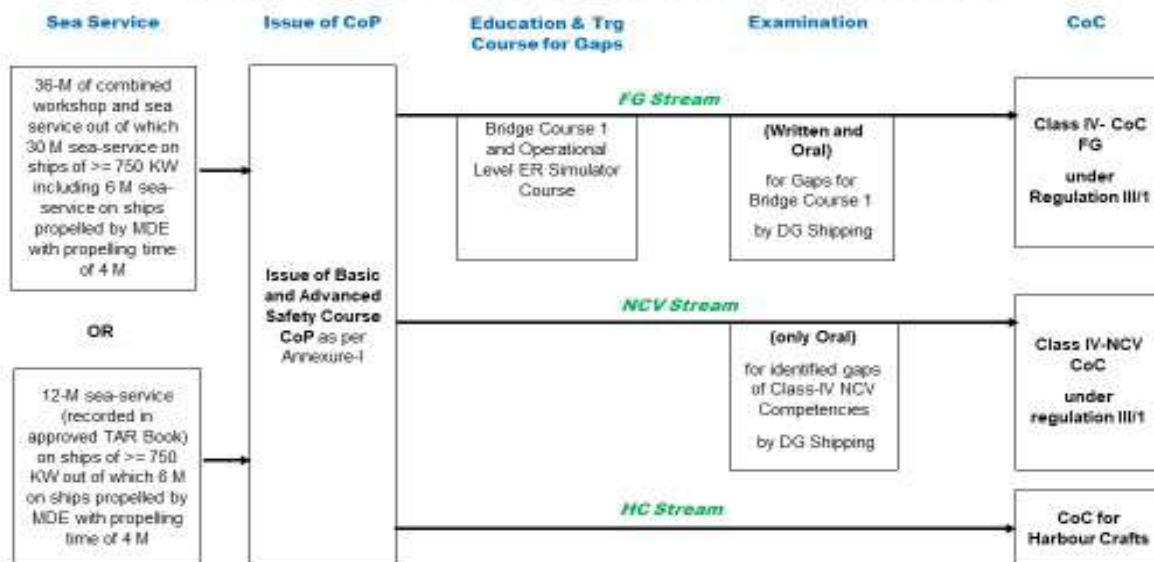 Sea Service
Issue of CoP
Education & Trg
Course for Gaps
Examination
CoC
36-M of combined
workshop and sea
service out of which
30 M sea-service on
ships of >= 750 KW
including 6 M sea-
service on ships
propelled by MDE
with propelling time
of 4 M
OR
12-M sea-service
(recorded in
approved TAR Book)
on ships of >= 750
KW out of which 6 M
on ships propelled by
MDE with propelling
time of 4 M
Issue of Basic
and Advanced
Safety Course
CoP as per
Annexure-I
FG Stream
Bridge Course 1
and Operational
Level ER Simulator
Course
(Written and
Oral)
for Gaps for
Bridge Course 1
by DG Shipping
Class IV- CoC
FG
under
Regulation III/1
NCV Stream
(only Oral)
for identified gaps
of Class-IV NCV
Competencies
by DG Shipping
Class IV-NCV
CoC
under
regulation III/1
HC Stream
CoC for
Harbour Crafts